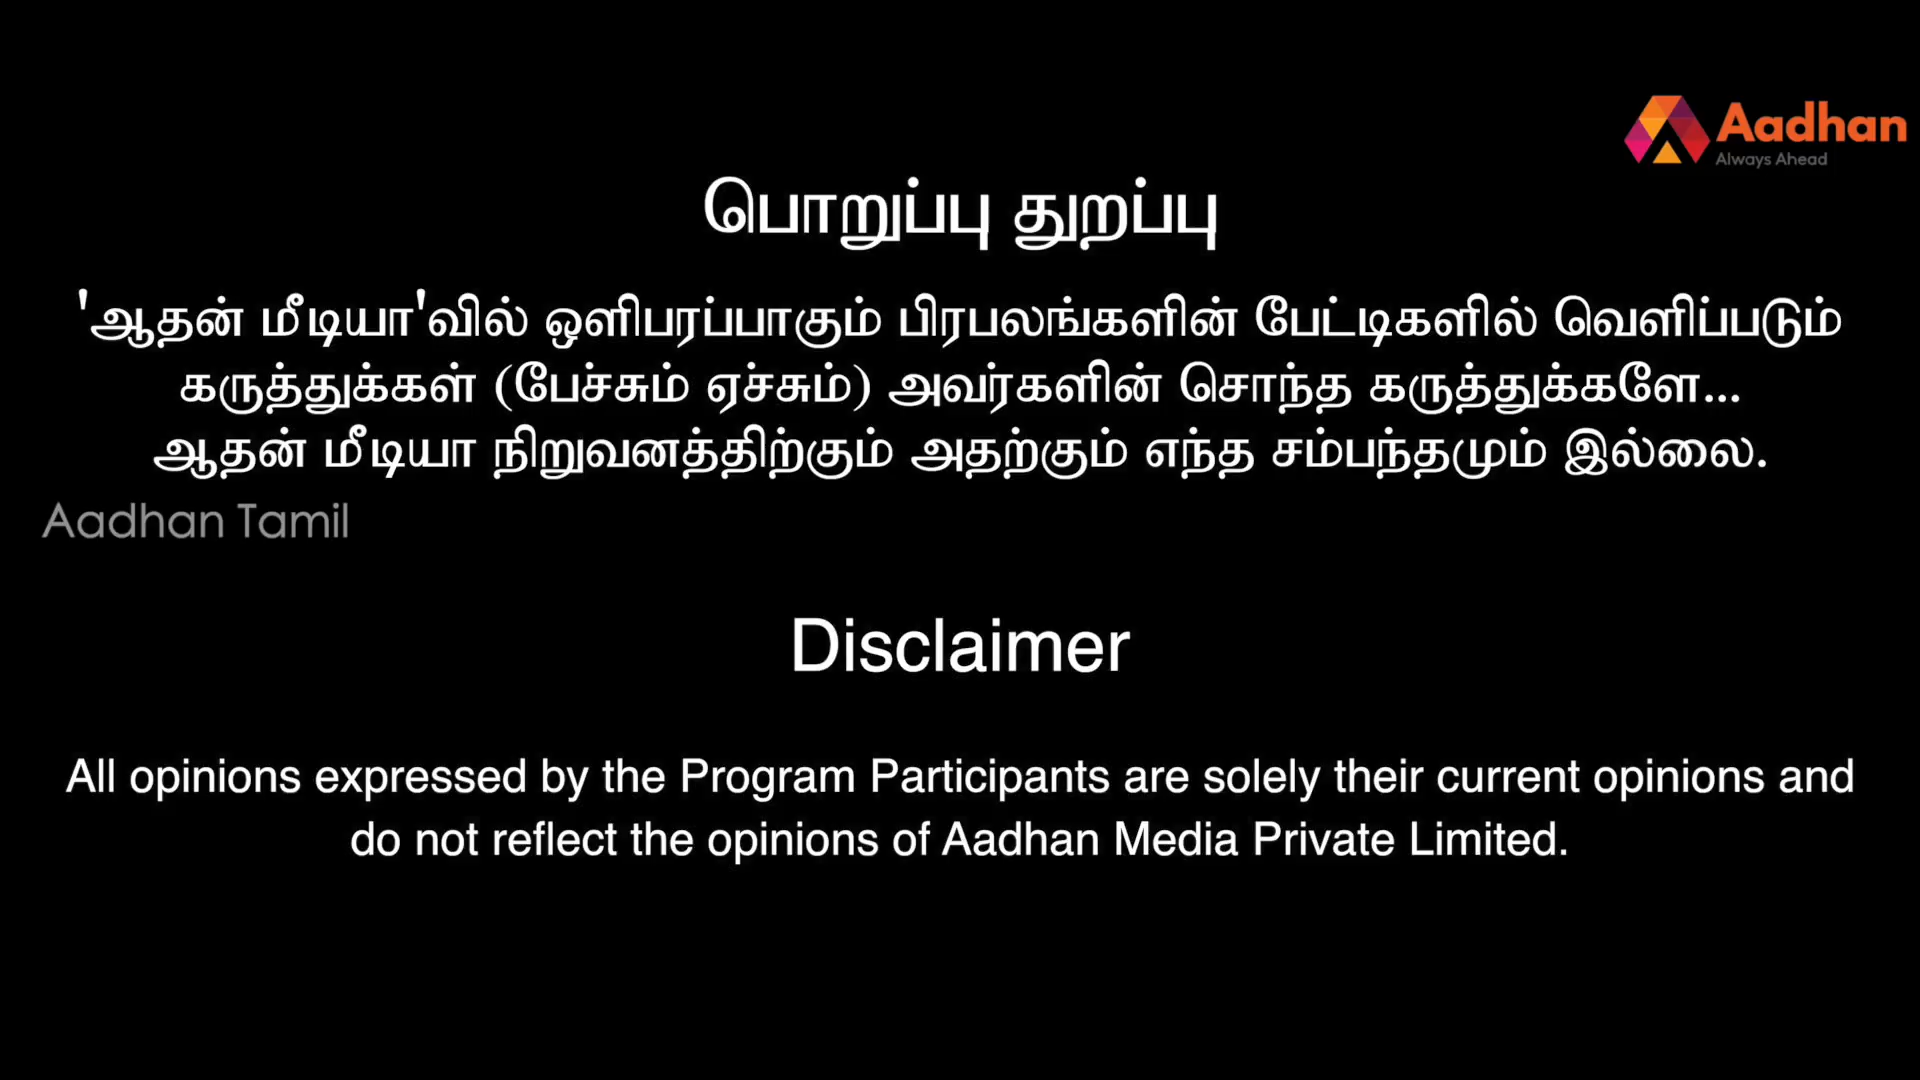 Aadhan
Always Ahead
பொறுப்பு துறப்பு
'ஆதன் மீடியா'வில் ஒளிபரப்பாகும் பிரபலங்களின் பேட்டிகளில் வெளிப்படும்
கருத்துக்கள் (பேச்சும் ஏச்சும்) அவர்களின் சொந்த கருத்துக்களே...
ஆதன் மீடியா நிறுவனத்திற்கும் அதற்கும் எந்த சம்பந்தமும் இல்லை.
Aadhan Tamil
Disclaimer
All opinions expressed by the Program Participants are solely their current opinions and
do not reflect the opinions of Aadhan Media Private Limited.